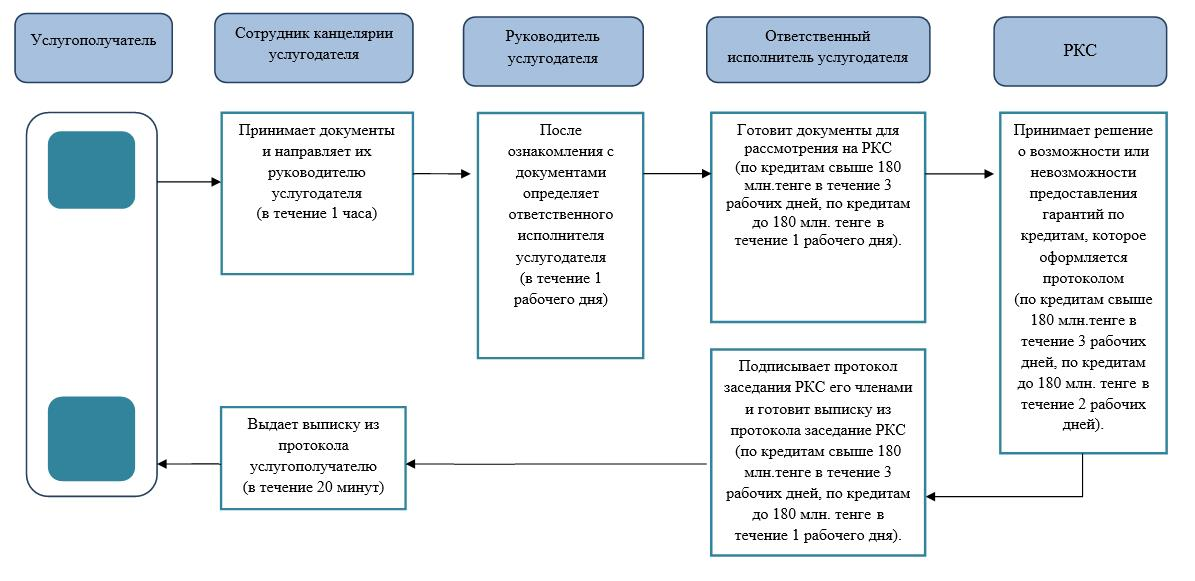 Услугополучатель
Сотрудник канцелярии
услугодателя
Руководитель
услугодателя
Ответственный
исполнитель услугодателя
РКС
Принимает документы
и направляет их
руководителю
услугодателя
(в течение 1 часа)
После
ознакомления с
документами
определяет
ответственного
исполнителя
услугодателя
(в течение 1
рабочего дня)
Готовит документы для
рассмотрения на РКС
(по кредитам свыше 180
млн.тенге в течение 3
рабочих дней, по кредитам
до 180 млн. тенге в
течение 1 рабочего дня).
Принимает решение
о возможности или
невозможности
предоставления
гарантий по
кредитам, которое
оформляется
протоколом
(по кредитам свыше
180 млн.тенге в
течение 3 рабочих
дней, по кредитам
до 180 млн. тенге в
течение 2 рабочих
дней).
Подписывает протокол
заседания РКС его членами
и готовит выписку из
протокола заседание РКС
(по кредитам свыше 180
млн.тенге в течение 3
рабочих дней, по кредитам
до 180 млн. тенге в
течение 1 рабочего дня).
Выдает выписку из
протокола
услугополучателю
(в течение 20 минут)